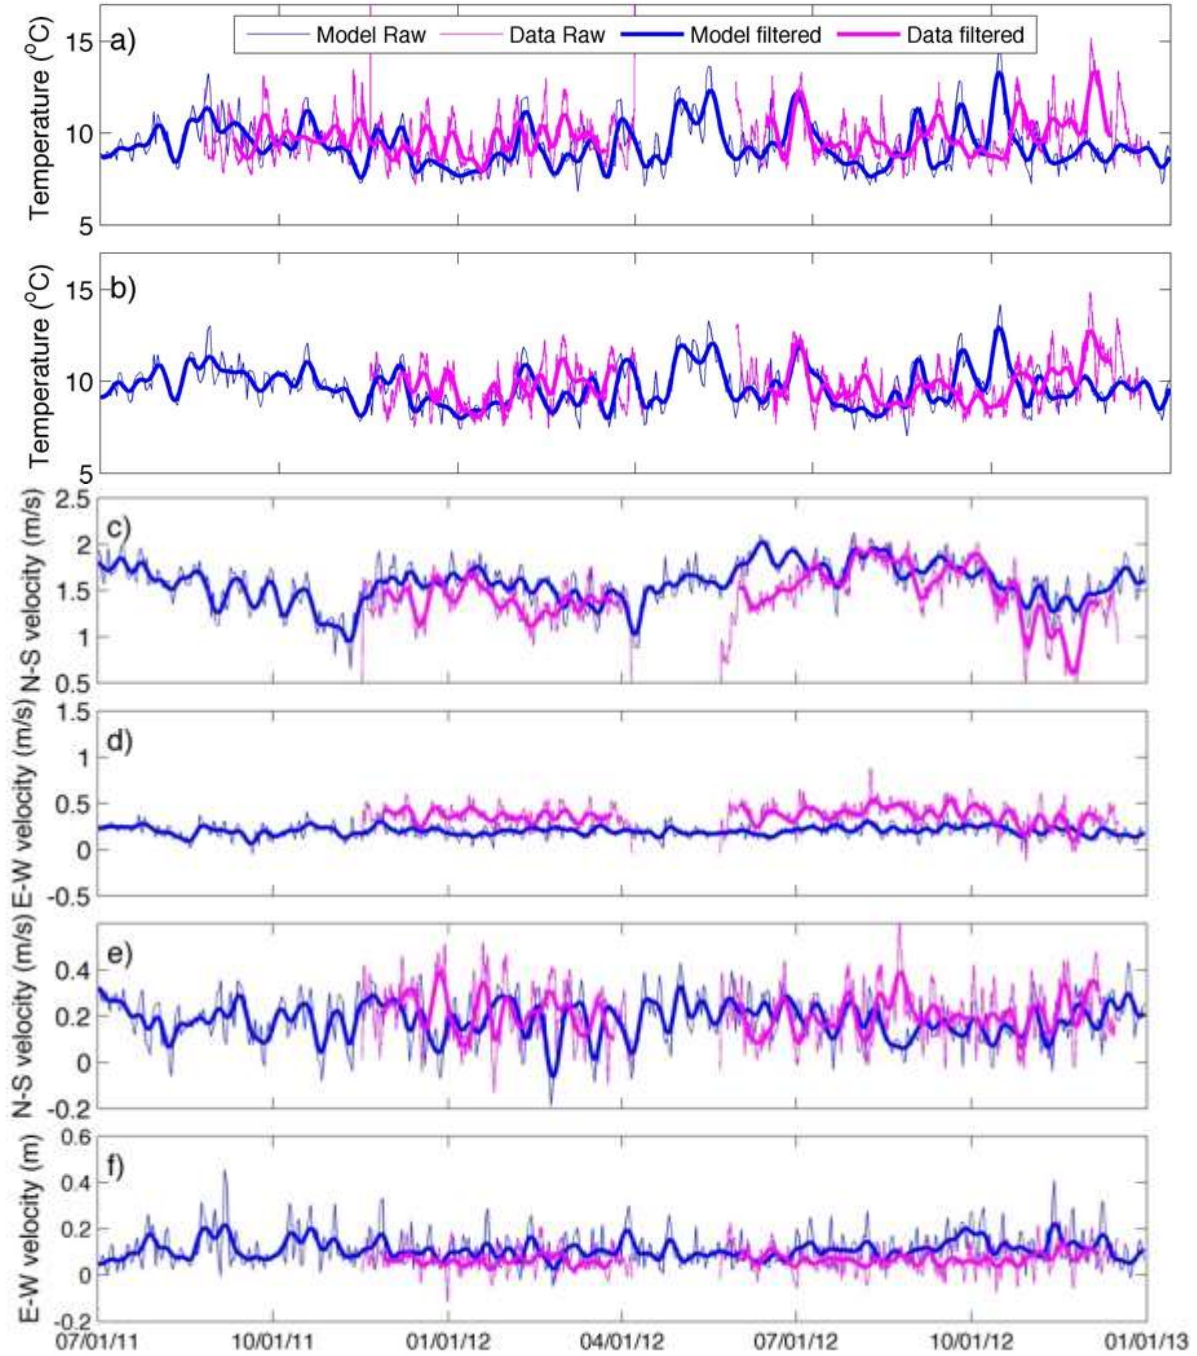 a)
Model Raw Data Raw Model filtered Data filtered
Temperature (°C)
15
10
5
b)
Temperature (°C)
15
10
5
c)
N-S velocity (m/s)
2.5
2
1.5
1
0.5
d)
E-W velocity (m/s)
1.5
1
0.5
0
-0.5
e)
N-S velocity (m/s)
0.4
0.2
0
-0.2
f)
E-W velocity (m)
0.6
0.4
0.2
0
-0.2
07/01/11 10/01/11 01/01/12 04/01/12 07/01/12 10/01/12 01/01/13